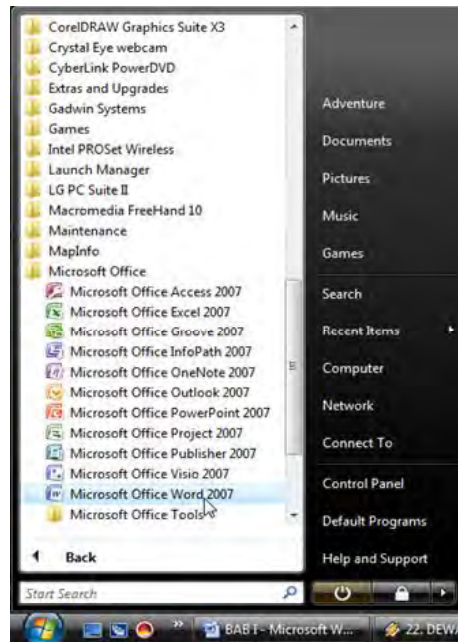 CorelDRAW Graphics Suite X3
Crystal Eye webcam
CyberLink PowerDVD
Extras and Upgrades
Gadwin Systems
Games
Intel PROSet Wireless
Launch Manager
LG PC Suite II
Macromedia FreeHand 10
Maintenance
MapInfo
Microsoft Office
Microsoft Office Access 2007
Microsoft Office Excel 2007
Microsoft Office Groove 2007
Microsoft Office InfoPath 2007
Microsoft Office OneNote 2007
Microsoft Office Outlook 2007
Microsoft Office PowerPoint 2007
Microsoft Office Project 2007
Microsoft Office Publisher 2007
Microsoft Office Visio 2007
Microsoft Office Word 2007
Microsoft Office Tools
Back
Start Search
Adventure
Documents
Pictures
Music
Games
Search
Recent Items
Computer
Network
Connect To
Control Panel
Default Programs
Help and Support
BAB I - Microsoft W...
22. DEWA